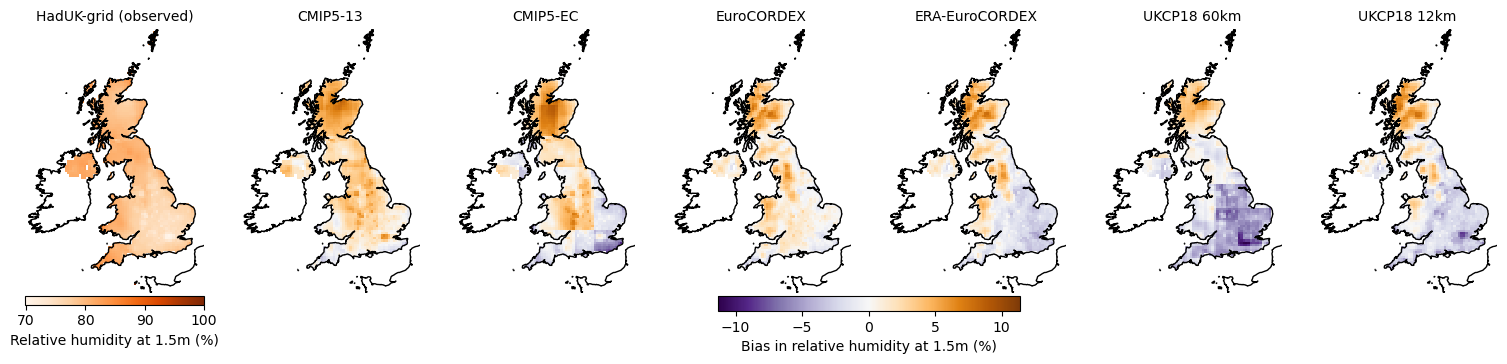 HadUK-grid (observed) CMIP5-13 CMIP5-EC EuroCORDEX ERA-EuroCORDEX UKCP18 60km UKCP18 12km
70 80 90 100
Relative humidity at 1.5m (%)
−10 −5 0 5 10
Bias in relative humidity at 1.5m (%)